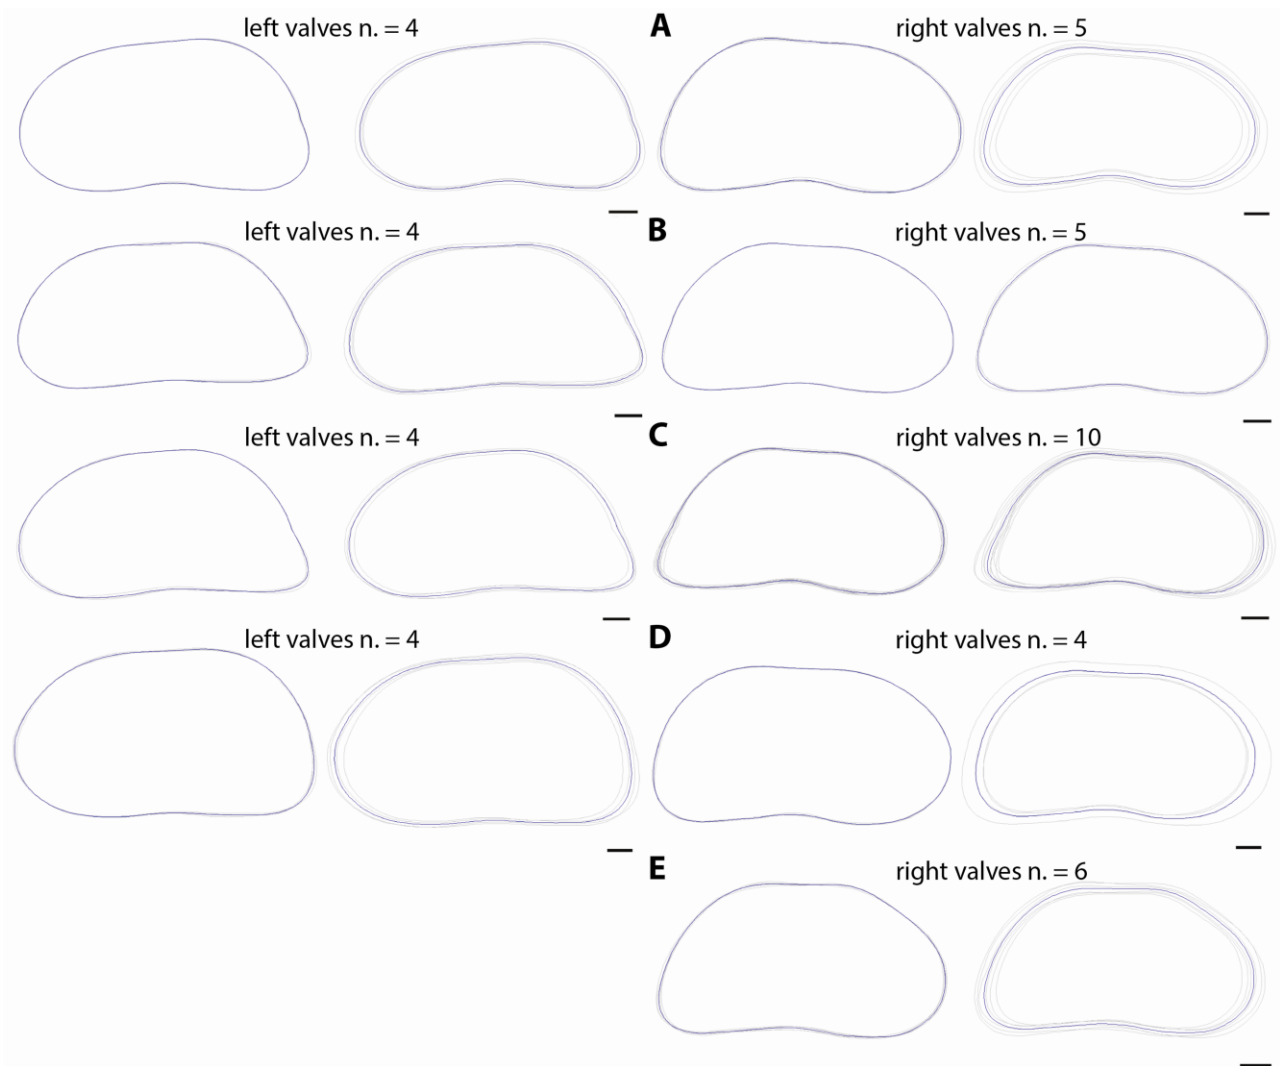 left valves n. = 4 A right valves n. = 5
left valves n. = 4 B right valves n. = 5
left valves n. = 4 C right valves n. = 10
left valves n. = 4 D right valves n. = 4
E right valves n. = 6